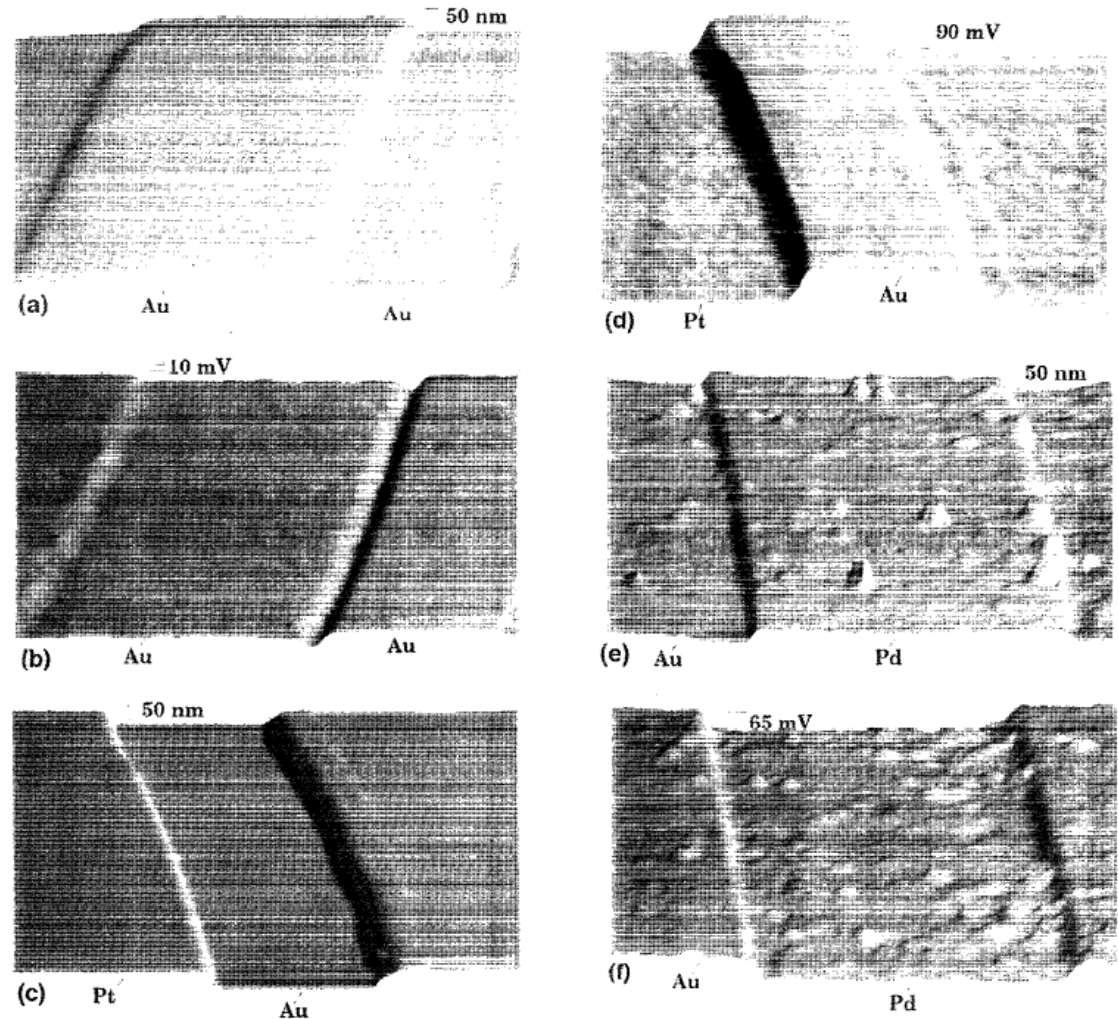 50 nm
(a)
Au
Au
10 mV
(b)
Au
Au
50 nm
(c)
Pt
Au
90 mV
(d)
Pt
Au
50 nm
(e)
Au
Pd
65 mV
(f)
Au
Pd